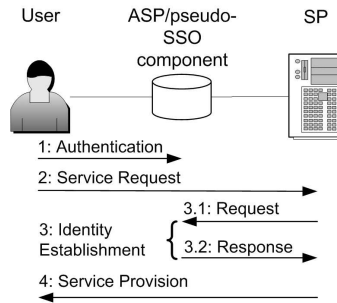 User
ASP/pseudo-
SSO
component
SP
1: Authentication
2: Service Request
3.1: Request
3: Identity
Establishment
3.2: Response
4: Service Provision